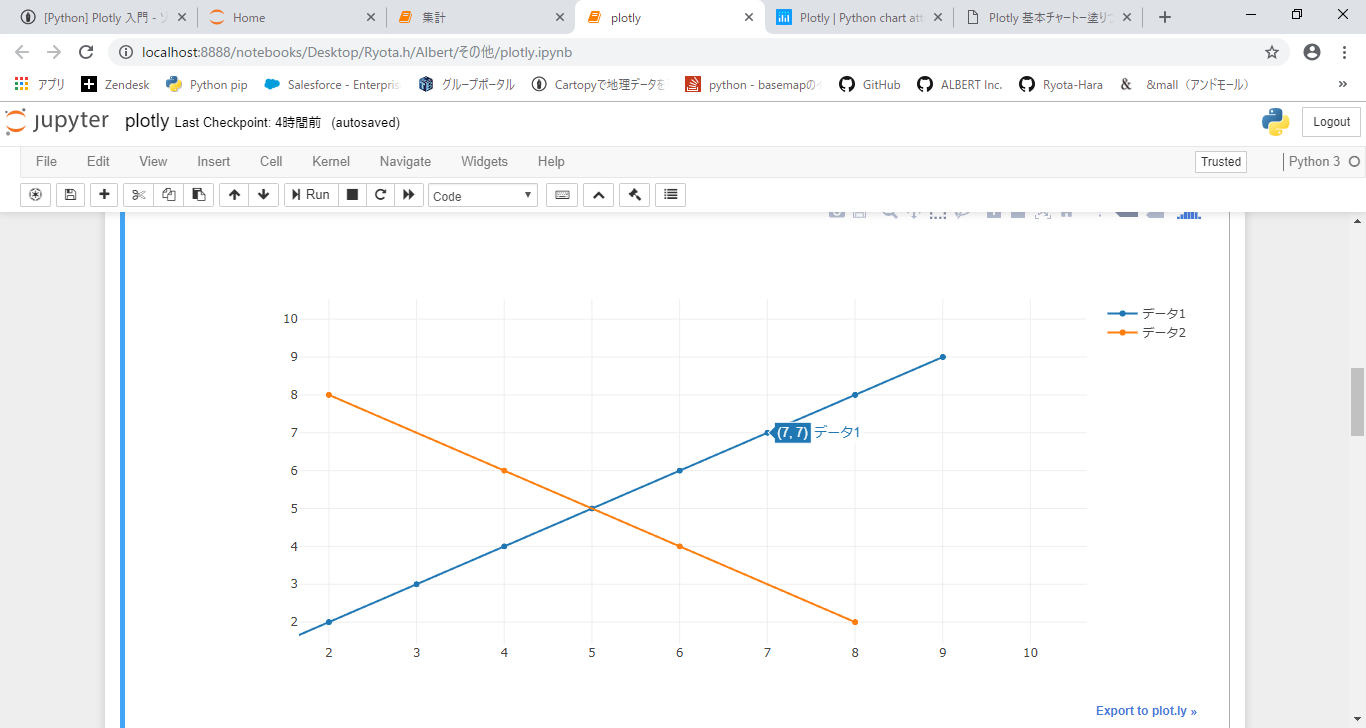 [Python] Plotly 入門 - ソ
Home
集計
plotly
Plotly | Python chart att
Plotly 基本チャートー塗りつ
localhost:8888/notebooks/Desktop/Ryota.h/Albert/その他/plotly.ipynb
アプリ
Zendesk
Python pip
Salesforce - Enterpris
グループポータル
Cartopyで地理データを
python - basemapの
GitHub
ALBERT Inc.
Ryota-Hara
&mall（アンドモール）
jupyter plotly Last Checkpoint: 4時間前 (autosaved)
Logout
File Edit View Insert Cell Kernel Navigate Widgets Help
Trusted
Python 3
Run
Code
データ1
データ2
10
9
8
7
6
5
4
3
2
(7, 7) データ1
2 3 4 5 6 7 8 9 10
Export to plot.ly »